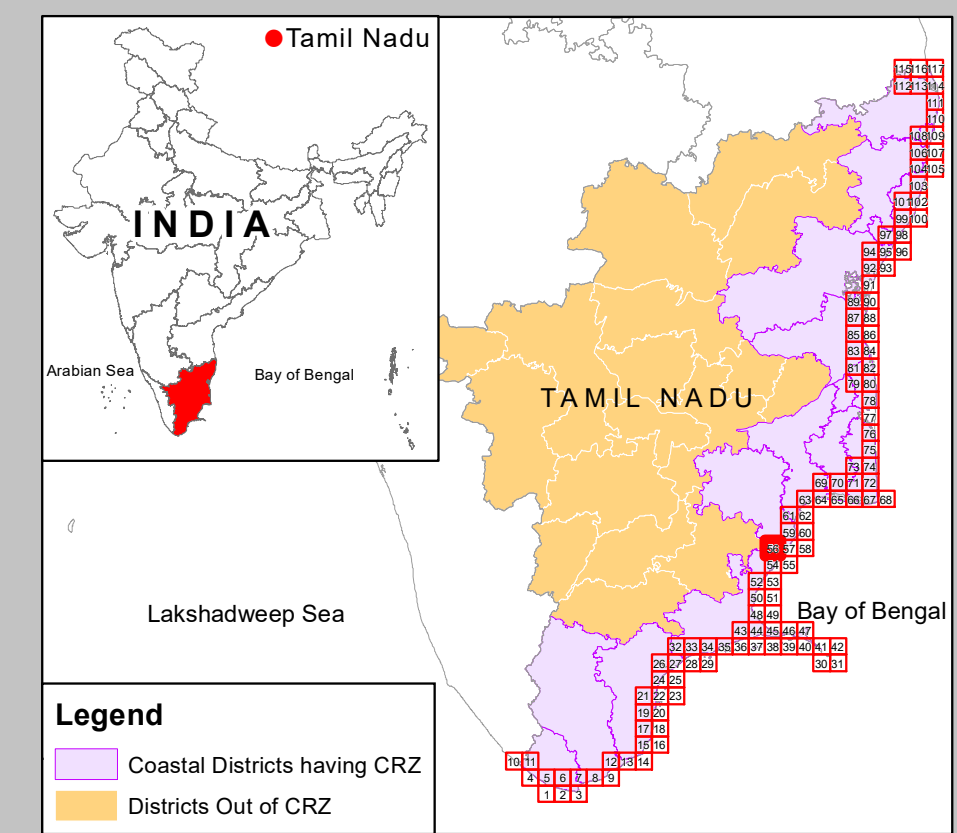 Tamil Nadu
INDIA
Arabian Sea
Bay of Bengal
TAMIL NADU
Lakshadweep Sea
Bay of Bengal
115 116 117
112 113 114
111
110
108 109
106 107
104 105
103
101 102
99 100
97 98
94 95 96
92 93
91
89 90
87 88
85 86
83 84
81 82
79 80
78
77
76
75
73 74
69 70 71 72
63 64 65 66 67 68
61 62
59 60
56 57 58
54 55
52 53
50 51
48 49
43 44 45 46 47
32 33 34 35 36 37 38 39 40 41 42
26 27 28 29 30 31
24 25
21 22 23
19 20
17 18
15 16
10 11 12 13 14
4 5 6 7 8 9
1 2 3
Legend
Coastal Districts having CRZ
Districts Out of CRZ